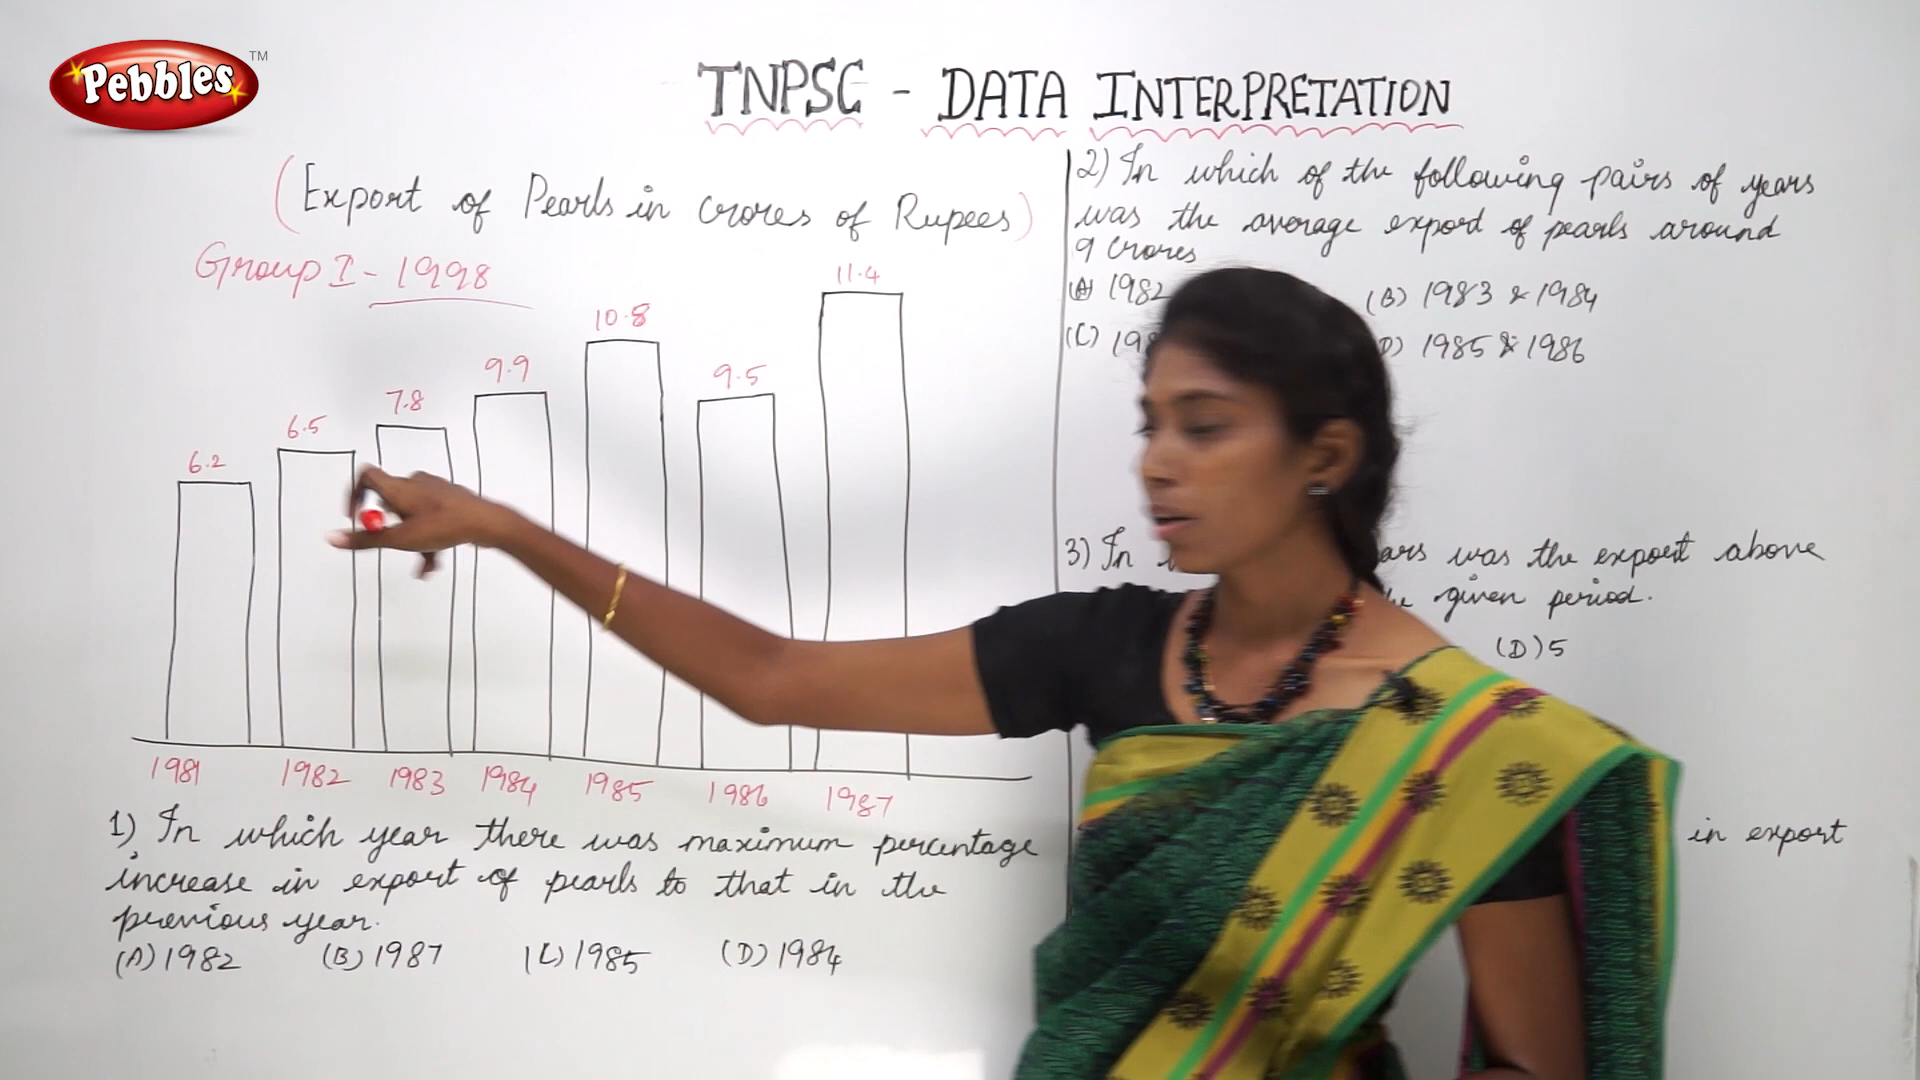 Pebbles TM
TNPSC - DATA INTERPRETATION
(Export of Pearls in crores of Rupees)
Group I - 1998
6.2
6.5
7.8
9.9
10.8
9.5
11.4
1981 1982 1983 1984 1985 1986 1987
1) In which year there was maximum percentage
increase in export of pearls to that in the
previous year.
(A) 1982 (B) 1987 (C) 1985 (D) 1984
2) In which of the following pairs of years
was the average export of pearls around
9 crores
(A) 1982 (B) 1983 & 1984
(C) (D) 1985 & 1986
3) In was the export above
given period.
(D) 5
in export